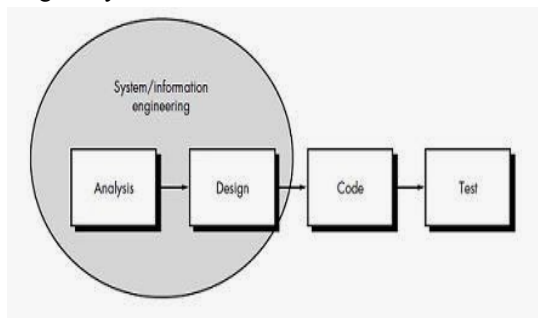 System/information
engineering
Analysis
Design
Code
Test